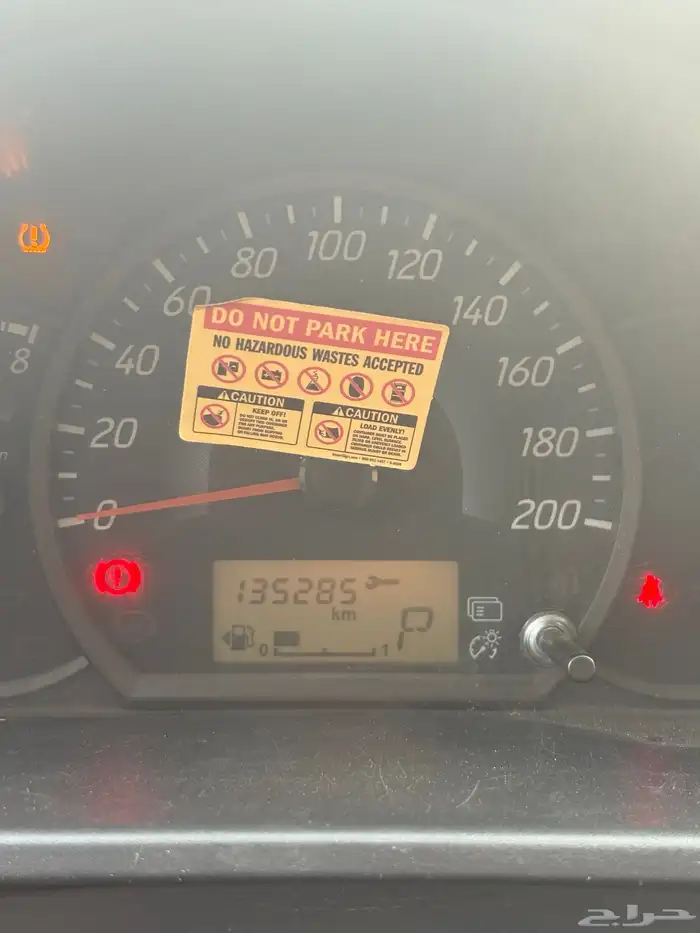 100
80
120
60
140
DO NOT PARK HERE
NO HAZARDOUS WASTES ACCEPTED
8
40
160
CAUTION
KEEP OFF!
CAUTION
LOAD EVENLY!
20
180
0
200
135285
km
P
0
1
حراج